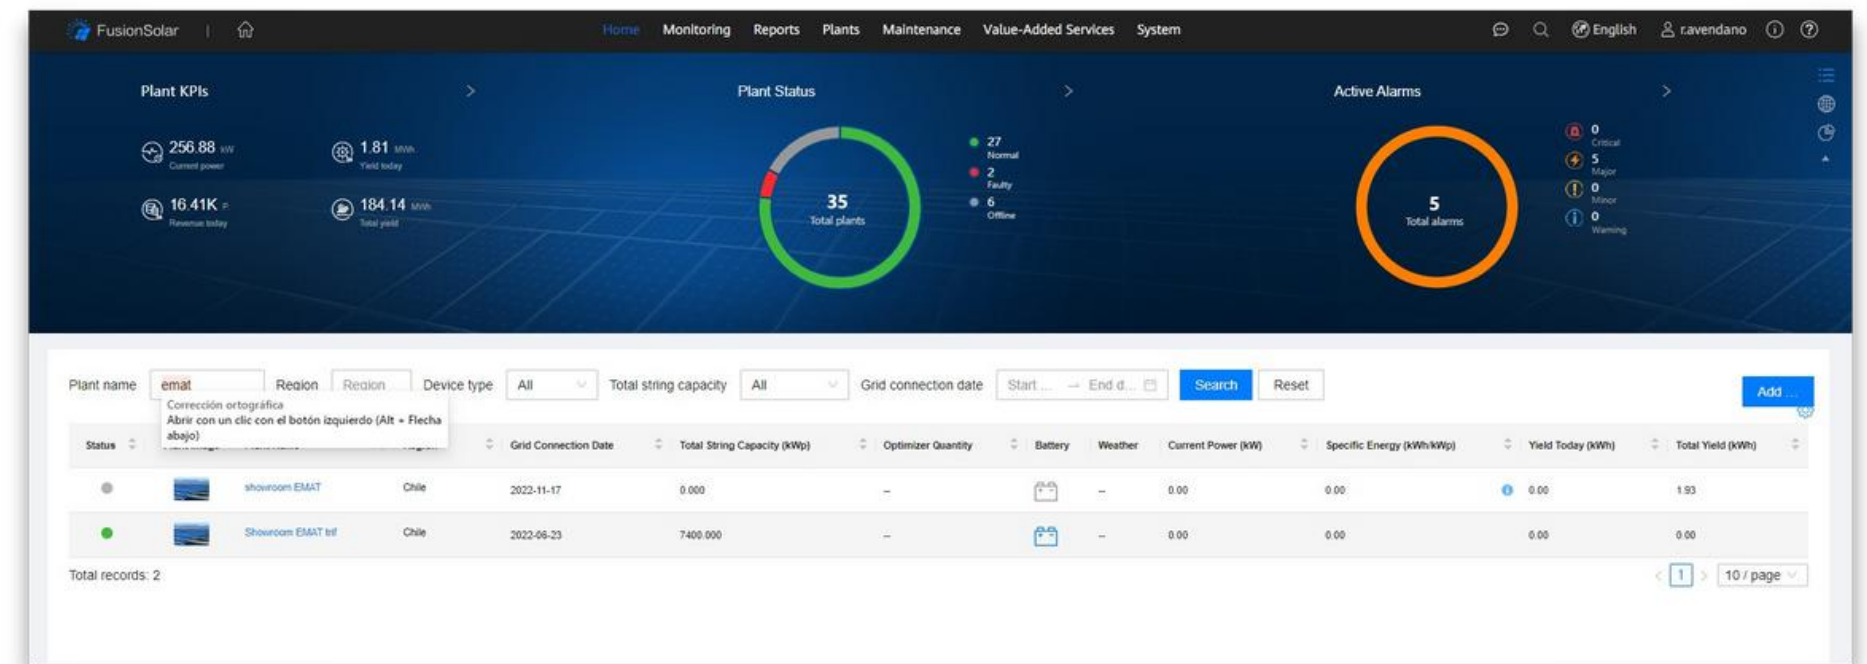 FusionSolar
Home Monitoring Reports Plants Maintenance Value-Added Services System
English r.avendano
Plant KPIs
256.88 kW
Current power
1.81 MWh
Yield today
16.41K P
Revenue today
184.14 MWh
Total yield
Plant Status
35
Total plants
27
Normal
2
Faulty
6
Offline
Active Alarms
5
Total alarms
0
Critical
5
Major
0
Minor
0
Warning
Plant name emat Region Region Device type All Total string capacity All Grid connection date Start ... → End d... Search Reset
Add ...
Corrección ortográfica
Abrir con un clic con el botón izquierdo (Alt + Flecha
abajo)
Status Grid Connection Date Total String Capacity (kWp) Optimizer Quantity Battery Weather Current Power (kW) Specific Energy (kWh/kWp) Yield Today (kWh) Total Yield (kWh)
showroom EMAT Chile 2022-11-17 0.000 -- -- 0.00 0.00 0.00 1.93
Showroom EMAT trif Chile 2022-06-23 7400.000 -- -- 0.00 0.00 0.00 0.00
Total records: 2
< 1 > 10 / page